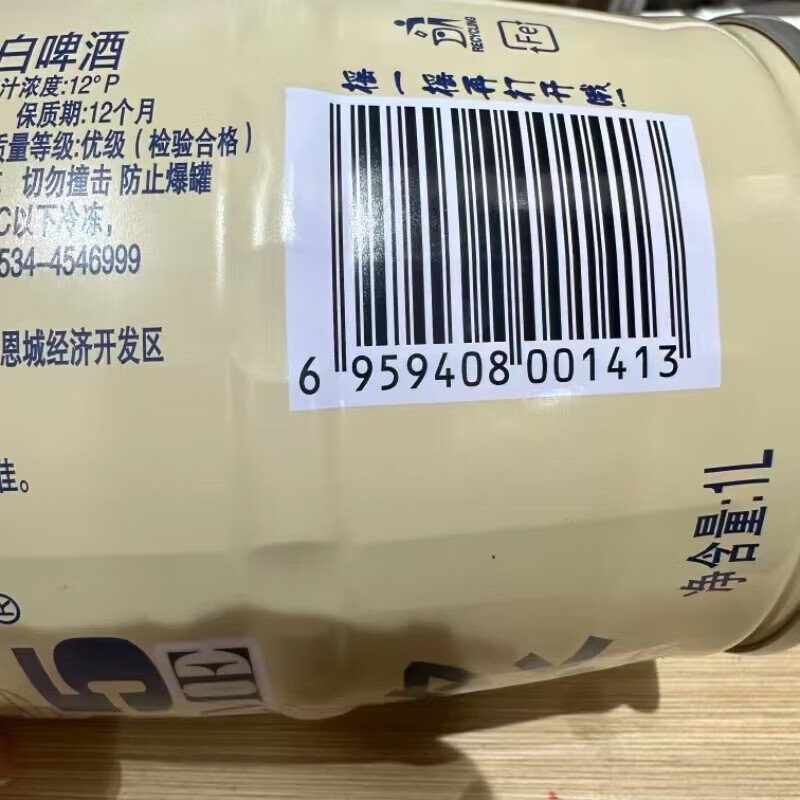 白啤酒
汁浓度:12°P
保质期:12个月
质量等级:优级(检验合格)
切勿撞击 防止爆罐
C以下冷冻,
534-4546999
恩城经济开发区
准。
RECYCLING
Fe
摇一摇再打开哦!
6 959408 001413
净含量:1L
®
5